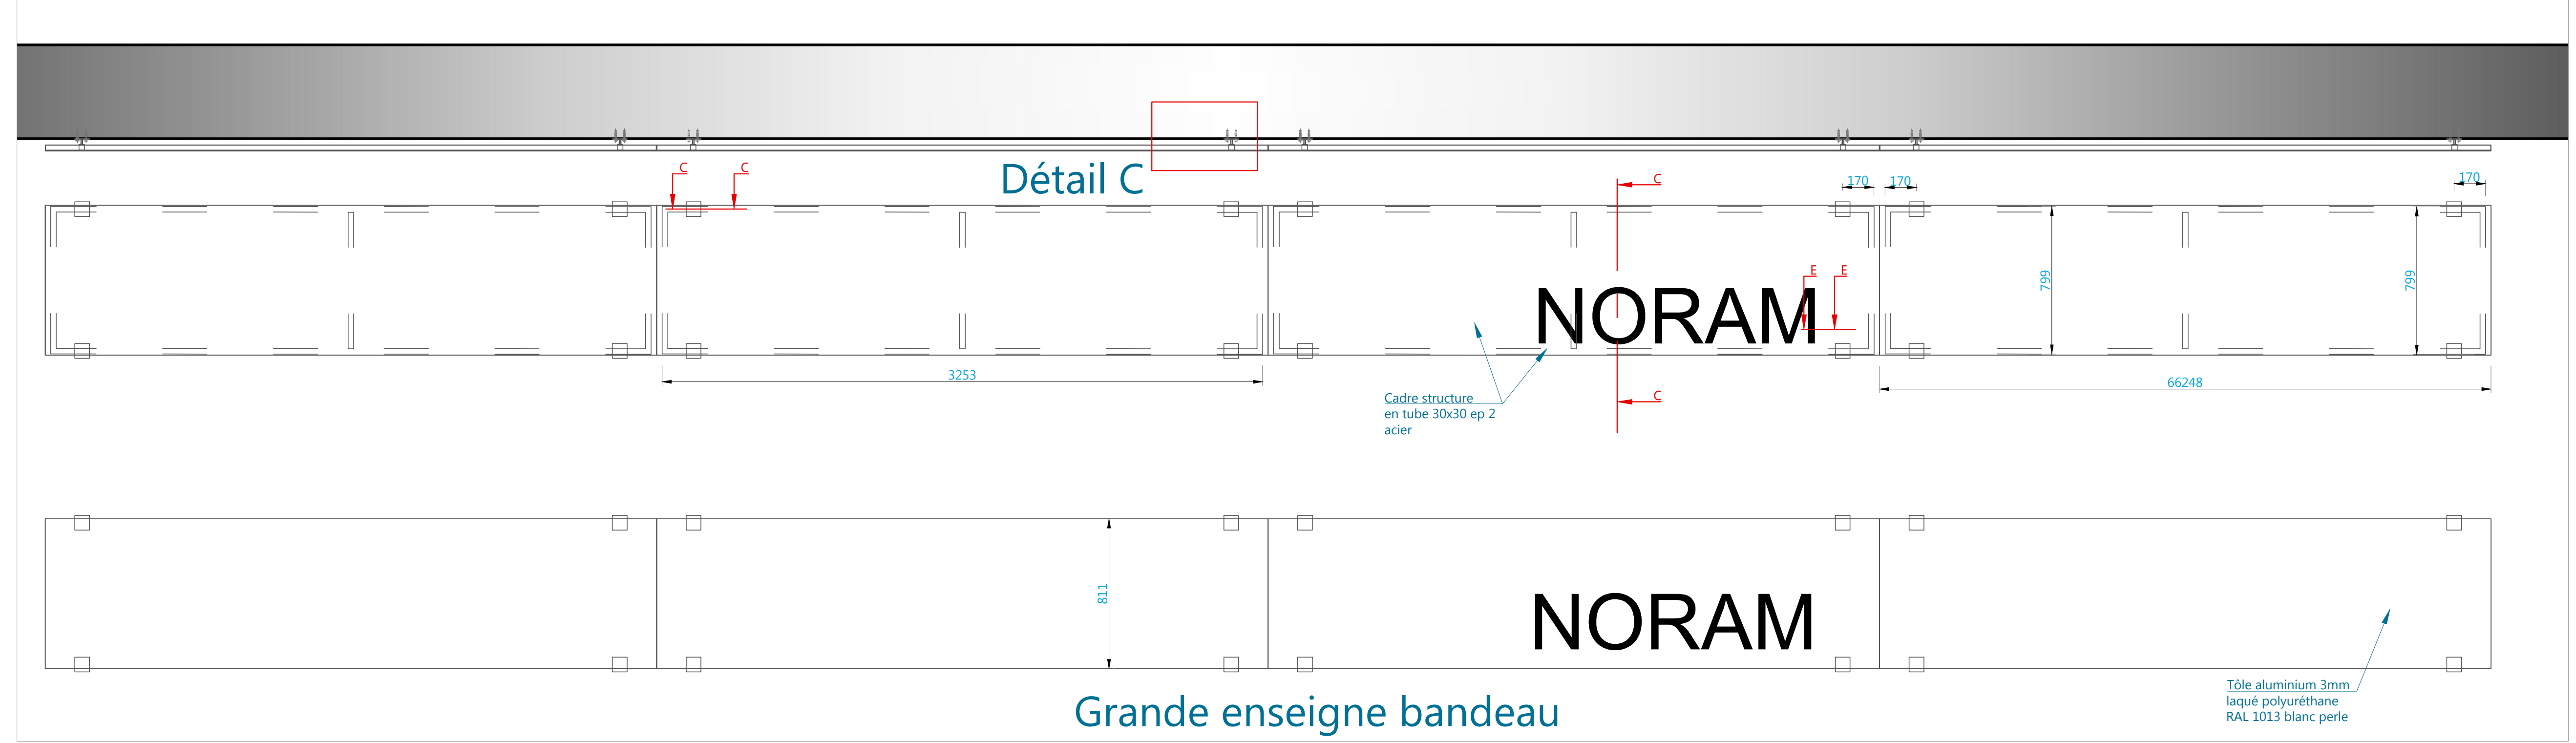 C
C
Détail C
C
170
170
170
E
E
799
799
NORAM
3253
66248
Cadre structure
en tube 30x30 ep 2
acier
C
811
NORAM
Tôle aluminium 3mm
laqué polyuréthane
RAL 1013 blanc perle
Grande enseigne bandeau